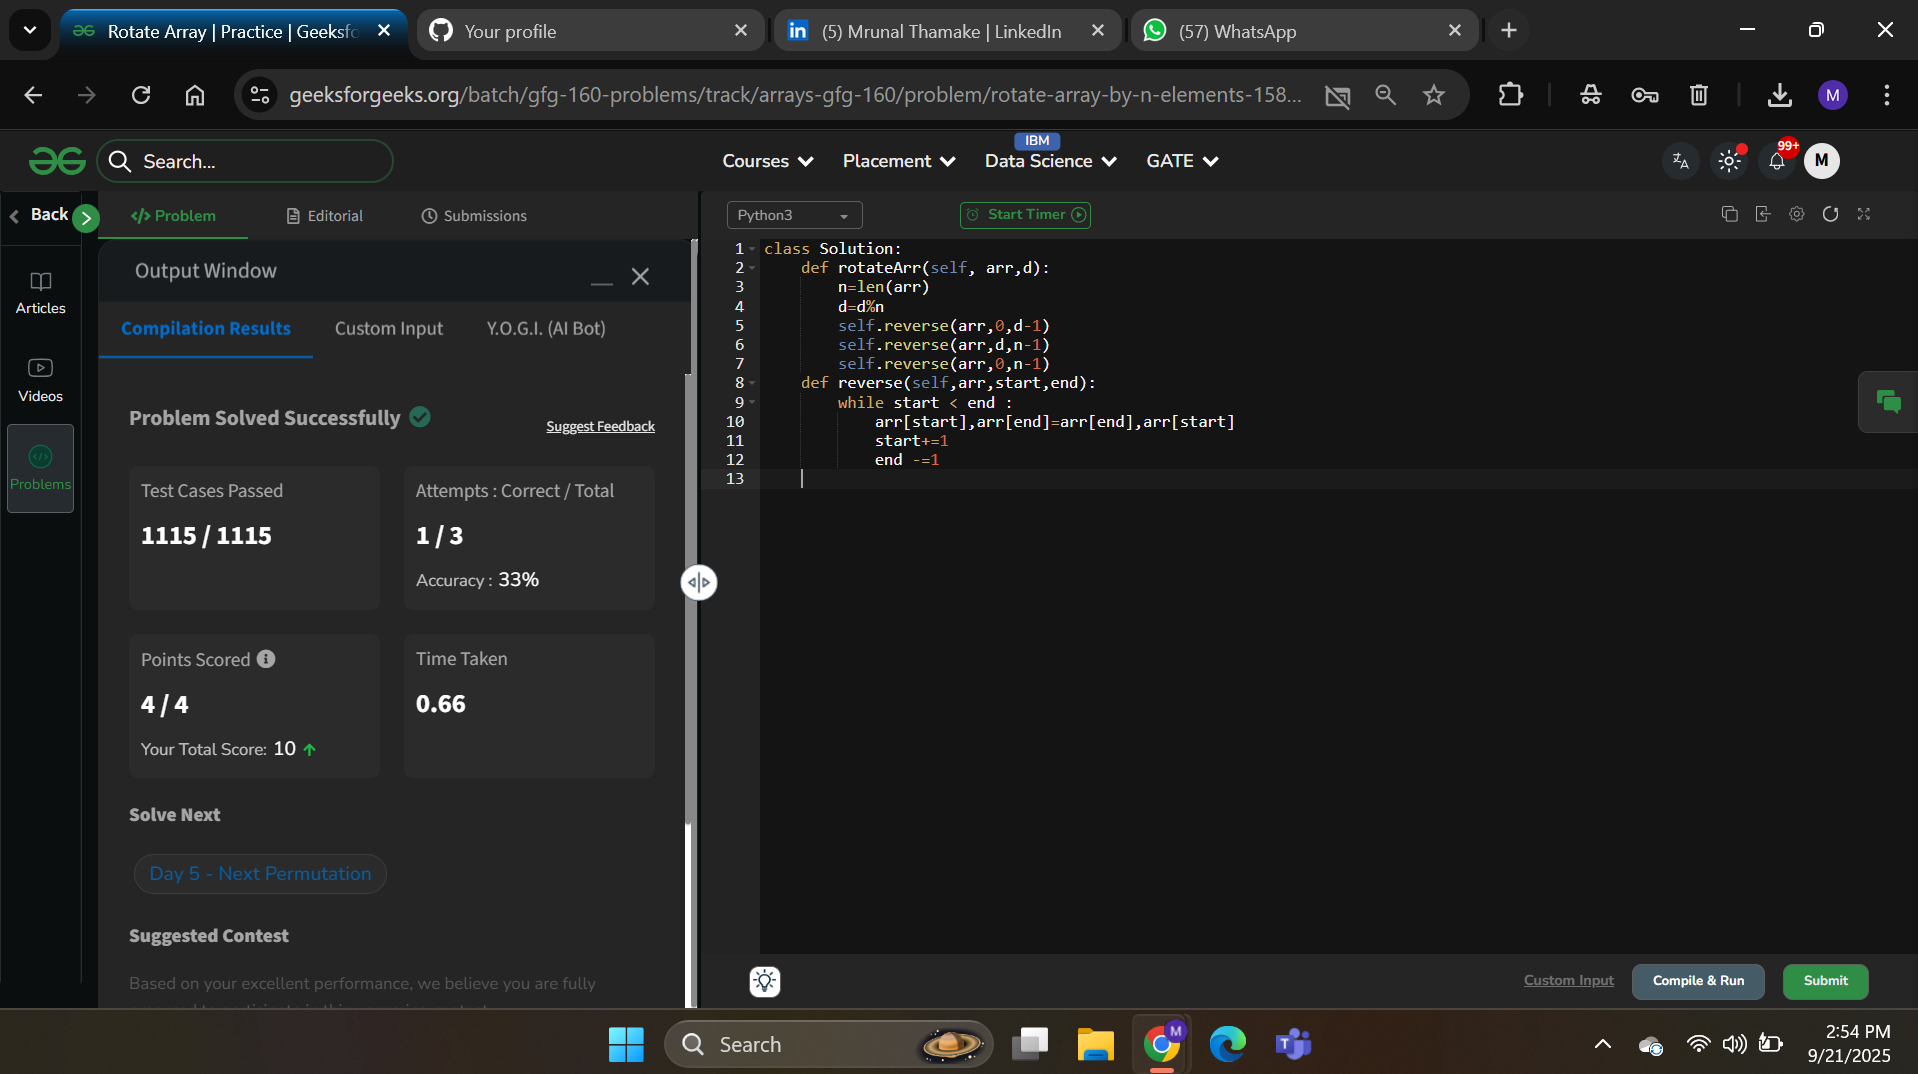 Rotate Array | Practice | Geeksfo
Your profile
(5) Mrunal Thamake | LinkedIn
(57) WhatsApp
geeksforgeeks.org/batch/gfg-160-problems/track/arrays-gfg-160/problem/rotate-array-by-n-elements-158...
M
Search...
Courses
Placement
IBM
Data Science
GATE
99+
M
Back
Problem
Editorial
Submissions
Python3
Start Timer
Articles
Videos
Problems
Output Window
Compilation Results
Custom Input
Y.O.G.I. (AI Bot)
Problem Solved Successfully
Suggest Feedback
Test Cases Passed
1115 / 1115
Attempts : Correct / Total
1 / 3
Accuracy : 33%
Points Scored
4 / 4
Your Total Score: 10
Time Taken
0.66
Solve Next
Day 5 - Next Permutation
Suggested Contest
Based on your excellent performance, we believe you are fully
1 class Solution:
2 def rotateArr(self, arr,d):
3 n=len(arr)
4 d=d%n
5 self.reverse(arr,0,d-1)
6 self.reverse(arr,d,n-1)
7 self.reverse(arr,0,n-1)
8 def reverse(self,arr,start,end):
9 while start < end :
10 arr[start],arr[end]=arr[end],arr[start]
11 start+=1
12 end -=1
13
Custom Input
Compile & Run
Submit
Search
M
2:54 PM
9/21/2025